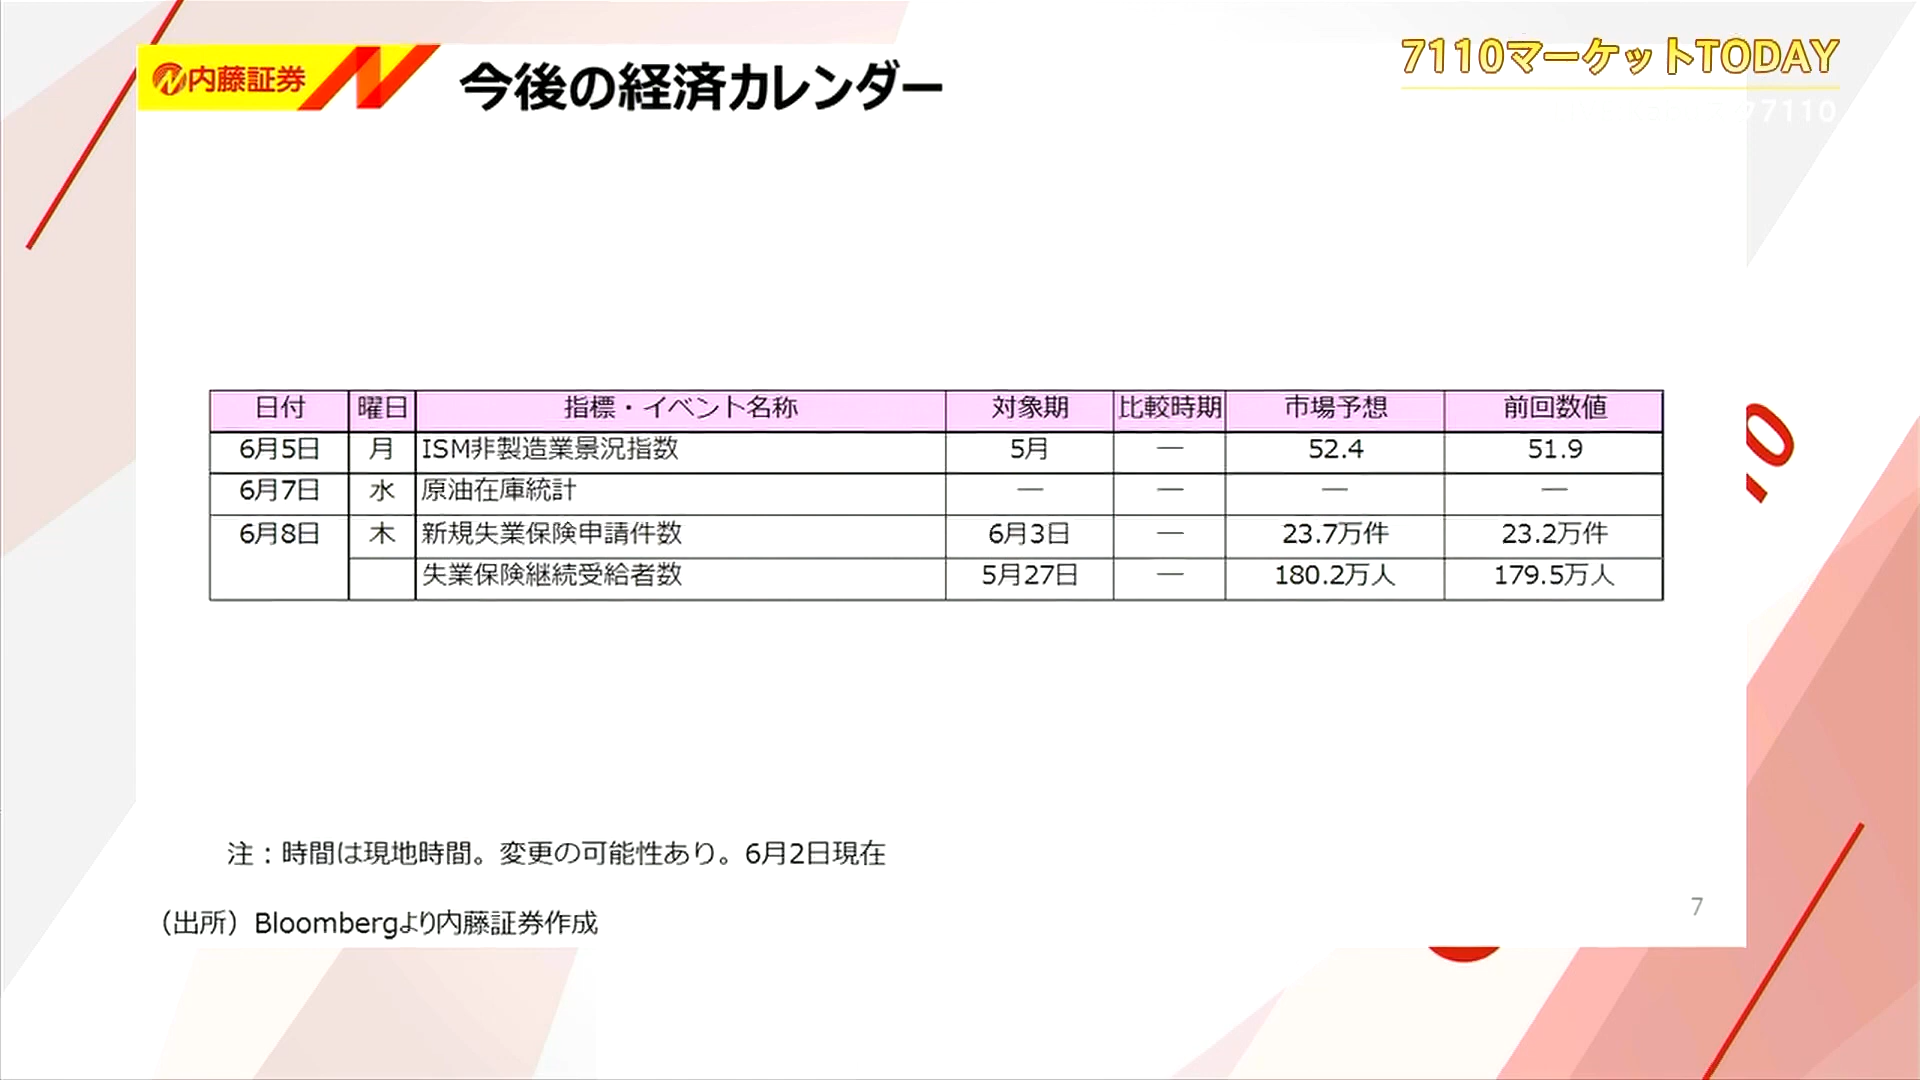 内藤証券
今後の経済カレンダー
7110マーケットTODAY
77110
日付 曜日 指標・イベント名称 対象期 比較時期 市場予想 前回数値
6月5日 月 ISM非製造業景況指数 5月 — 52.4 51.9
6月7日 水 原油在庫統計 — — — —
6月8日 木 新規失業保険申請件数 6月3日 — 23.7万件 23.2万件
失業保険継続受給者数 5月27日 — 180.2万人 179.5万人
10
注：時間は現地時間。変更の可能性あり。6月2日現在
7
（出所）Bloombergより内藤証券作成